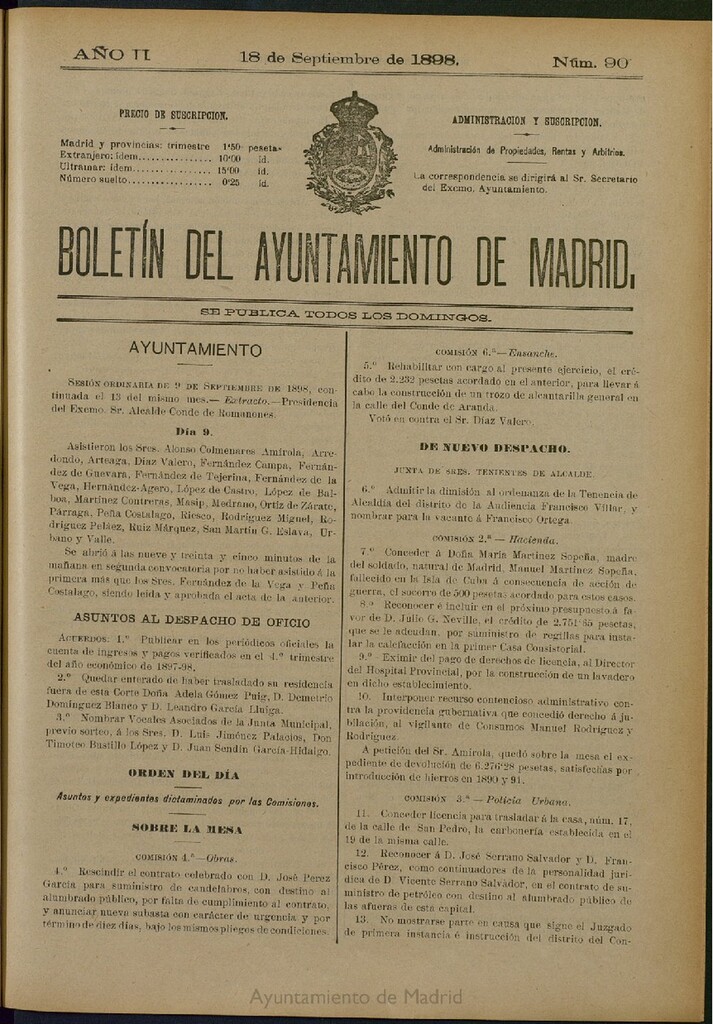 AÑO II
18 de Septiembre de 1898.
Núm. 90
PRECIO DE SUSCRIPCION.
Madrid y provincias: trimestre 1'50 pesetas
Extranjero: ídem............... 10'00 id.
Ultramar: ídem................. 15'00 id.
Número suelto.................. 0'25 id.
ADMINISTRACION Y SUSCRIPCION.
Administración de Propiedades, Rentas y Arbitrios.
La correspondencia se dirigirá al Sr. Secretario
del Excmo. Ayuntamiento.
BOLETÍN DEL AYUNTAMIENTO DE MADRID.
SE PUBLICA TODOS LOS DOMINGOS.
AYUNTAMIENTO
SESIÓN ORDINARIA DE 9 DE SEPTIEMBRE DE 1898, con-
tinuada el 13 del mismo mes.—Extracto.—Presidencia
del Excmo. Sr. Alcalde Conde de Romanones.
Día 9.
Asistieron los Sres. Alonso Colmenares Amírola, Arre-
dondo, Arteaga, Díaz Valero, Fernández Campa, Fernán-
dez de Guevara, Fernández de Tejerina, Fernández de la
Vega, Hernández-Agero, López de Castro, López de Bal-
boa, Martínez Contreras, Masip, Medrano, Ortiz de Zárate,
Párraga, Peña Costalago, Riesco, Rodríguez Miguel, Ro-
dríguez Peláez, Ruiz Márquez, San Martín G. Eslava, Ur-
bano y Valle.
Se abrió á las nueve y treinta y cinco minutos de la
mañana en segunda convocatoria por no haber asistido á la
primera más que los Sres. Fernández de la Vega y Peña
Costalago, siendo leída y aprobada el acta de la anterior.
ASUNTOS AL DESPACHO DE OFICIO
ACUERDOS: 1.º Publicar en los periódicos oficiales la
cuenta de ingresos y pagos verificados en el 4.º trimestre
del año económico de 1897-98.
2.º Quedar enterado de haber trasladado su residencia
fuera de esta Corte Doña Adela Gómez Puig, D. Demetrio
Domínguez Blanco y D. Leandro García Lluiga.
3.º Nombrar Vocales Asociados de la Junta Municipal,
previo sorteo, á los Sres. D. Luis Jiménez Palacios, Don
Timoteo Bustillo López y D. Juan Sendín García-Hidalgo.
ORDEN DEL DÍA
Asuntos y expedientes dictaminados por las Comisiones.
SOBRE LA MESA
COMISIÓN 4.ª—Obras.
4.º Rescindir el contrato celebrado con D. José Pérez
García para suministro de candelabros, con destino al
alumbrado público, por falta de cumplimiento al contrato,
y anunciar nueva subasta con carácter de urgencia y por
término de diez días, bajo los mismos pliegos de condiciones.
COMISIÓN 6.ª—Ensanche.
5.º Rehabilitar con cargo al presente ejercicio, el cré-
dito de 2.232 pesetas acordado en el anterior, para llevar á
cabo la construcción de un trozo de alcantarilla general en
la calle del Conde de Aranda.
Votó en contra el Sr. Díaz Valero.
DE NUEVO DESPACHO.
JUNTA DE SRES. TENIENTES DE ALCALDE.
6.º Admitir la dimisión al ordenanza de la Tenencia de
Alcaldía del distrito de la Audiencia Francisco Villar, y
nombrar para la vacante á Francisco Ortega.
COMISIÓN 2.ª—Hacienda.
7.º Conceder á Doña María Martínez Sopeña, madre
del soldado, natural de Madrid, Manuel Martínez Sopeña,
fallecido en la Isla de Cuba á consecuencia de acción de
guerra, el socorro de 500 pesetas acordado para estos casos.
8.º Reconocer é incluir en el próximo presupuesto á fa-
vor de D. Julio G. Neville, el crédito de 2.751'65 pesetas,
que se le adeudan, por suministro de regillas para insta-
lar la calefacción en la primer Casa Consistorial.
9.º Eximir del pago de derechos de licencia, al Director
del Hospital Provincial, por la construcción de un lavadero
en dicho establecimiento.
10. Interponer recurso contencioso administrativo con-
tra la providencia gubernativa que concedió derecho á ju-
bilación, al vigilante de Consumos Manuel Rodríguez y
Rodríguez.
A petición del Sr. Amírola, quedó sobre la mesa el ex-
pediente de devolución de 6.276'28 pesetas, satisfechas por
introducción de hierros en 1890 y 91.
COMISIÓN 3.ª—Policía Urbana.
11. Conceder licencia para trasladar á la casa, núm. 17,
de la calle de San Pedro, la carbonería establecida en el
19 de la misma calle.
12. Reconocer á D. José Serrano Salvador y D. Fran-
cisco Pérez, como continuadores de la personalidad jurí-
dica de D. Vicente Serrano Salvador, en el contrato de su-
ministro de petróleo con destino al alumbrado público de
las afueras de esta capital.
13. No mostrarse parte en causa que sigue el Juzgado
de primera instancia é instrucción del distrito del Con-
Ayuntamiento de Madrid